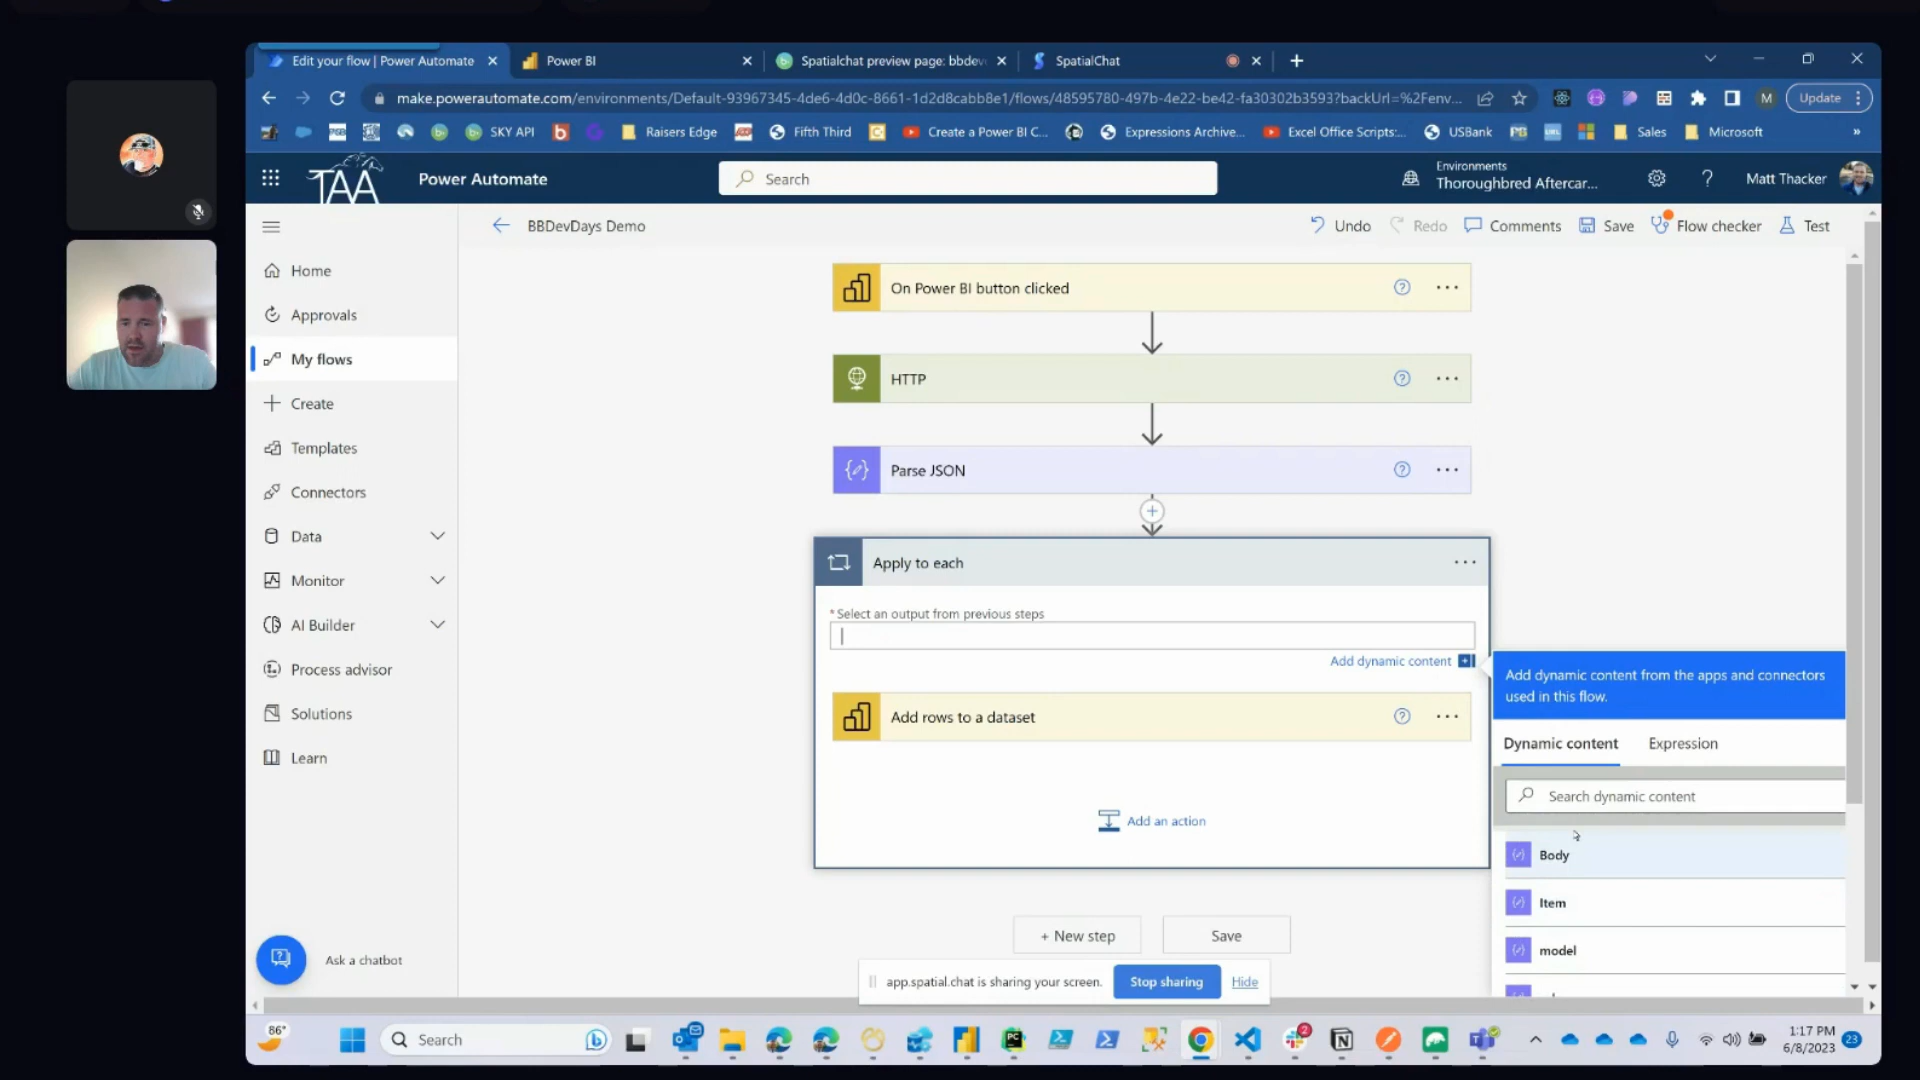 Edit your flow | Power Automate
Power BI
Spatialchat preview page: bbdev
SpatialChat
make.powerautomate.com/environments/Default-93967345-4de6-4d0c-8661-1d2d8cabb8e1/flows/48595780-497b-4e22-be42-fa30302b3593?backUrl=%2Fenv...
M
Update
SKY API
Raisers Edge
Fifth Third
Create a Power BI C...
Expressions Archive...
Excel Office Scripts:...
USBank
Sales
Microsoft
»
TAA
Power Automate
Search
Environments
Thoroughbred Aftercar...
Matt Thacker
BBDevDays Demo
Undo
Redo
Comments
Save
Flow checker
Test
Home
Approvals
My flows
Create
Templates
Connectors
Data
Monitor
AI Builder
Process advisor
Solutions
Learn
Ask a chatbot
On Power BI button clicked
HTTP
Parse JSON
Apply to each
* Select an output from previous steps
Add dynamic content
Add rows to a dataset
Add an action
+ New step
Save
Add dynamic content from the apps and connectors
used in this flow.
Dynamic content
Expression
Search dynamic content
Body
Item
model
app.spatial.chat is sharing your screen.
Stop sharing
Hide
86°
Search
2
1:17 PM
6/8/2023
23